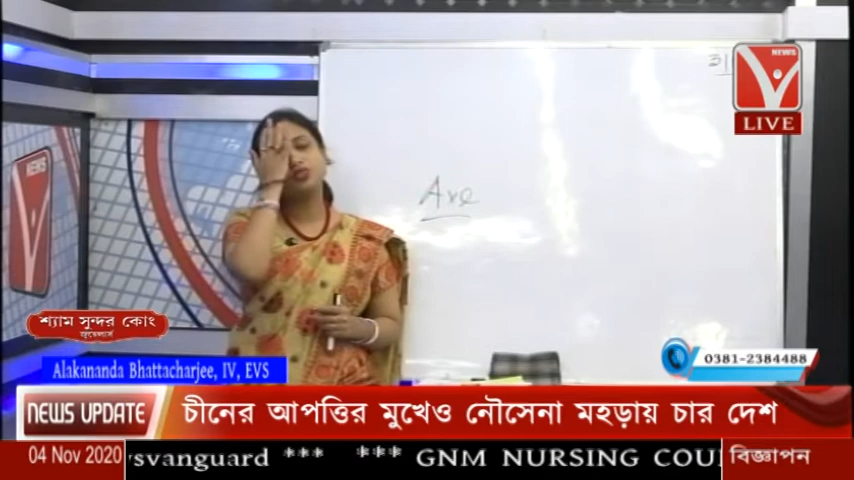 NEWS
LIVE
NEWS
Axe
শ্যাম সুন্দর কোং
জুয়েলার্স
Alakananda Bhattacharjee, IV, EVS
0381-2384488
NEWS UPDATE
চীনের আপত্তির মুখেও নৌসেনা মহড়ায় চার দেশ
04 Nov 2020
svanguard *** *** GNM NURSING COU
বিজ্ঞাপন